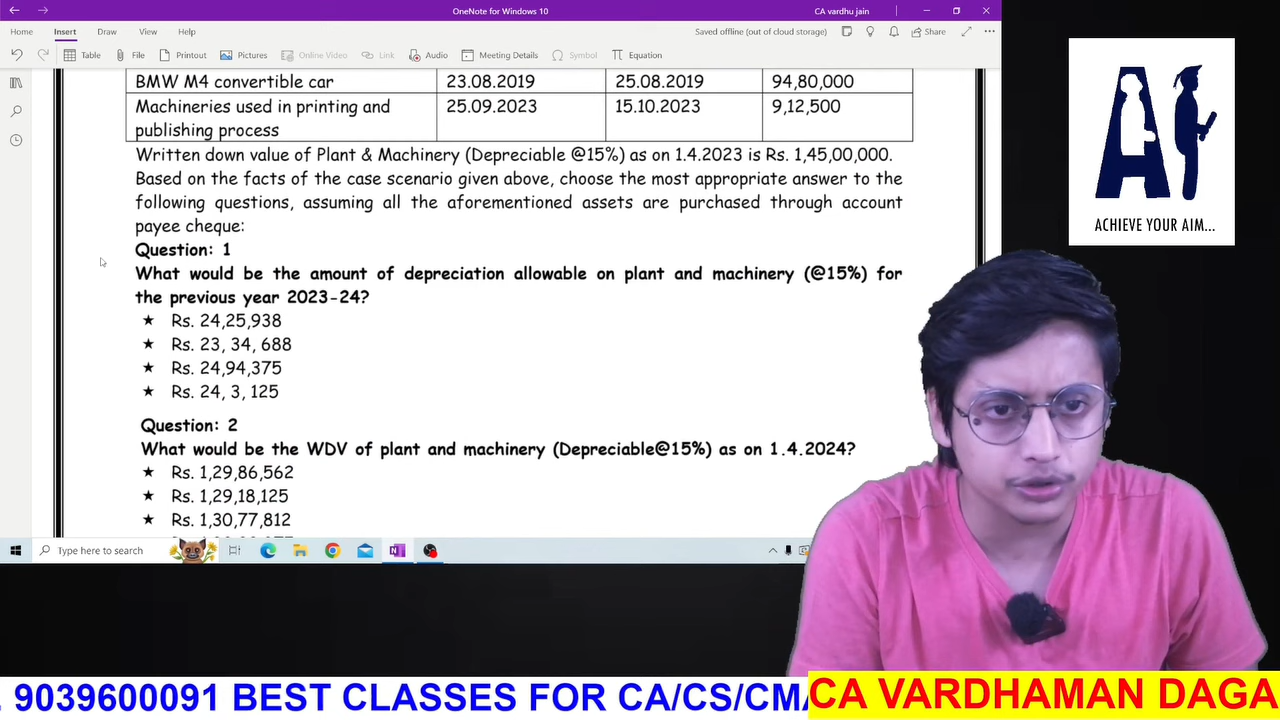 OneNote for Windows 10
CA vardhu jain
Home Insert Draw View Help
Saved offline (out of cloud storage) Share
Table File Printout Pictures Online Video Link Audio Meeting Details Symbol Equation
BMW M4 convertible car 23.08.2019 25.08.2019 94,80,000
Machineries used in printing and 25.09.2023 15.10.2023 9,12,500
publishing process
Written down value of Plant & Machinery (Depreciable @15%) as on 1.4.2023 is Rs. 1,45,00,000.
Based on the facts of the case scenario given above, choose the most appropriate answer to the
following questions, assuming all the aforementioned assets are purchased through account
payee cheque:
Question: 1
What would be the amount of depreciation allowable on plant and machinery (@15%) for
the previous year 2023-24?
★ Rs. 24,25,938
★ Rs. 23, 34, 688
★ Rs. 24,94,375
★ Rs. 24, 3, 125
Question: 2
What would be the WDV of plant and machinery (Depreciable@15%) as on 1.4.2024?
★ Rs. 1,29,86,562
★ Rs. 1,29,18,125
★ Rs. 1,30,77,812
Type here to search
A
ACHIEVE YOUR AIM...
. 9039600091 BEST CLASSES FOR CA/CS/CMA
CA VARDHAMAN DAGA